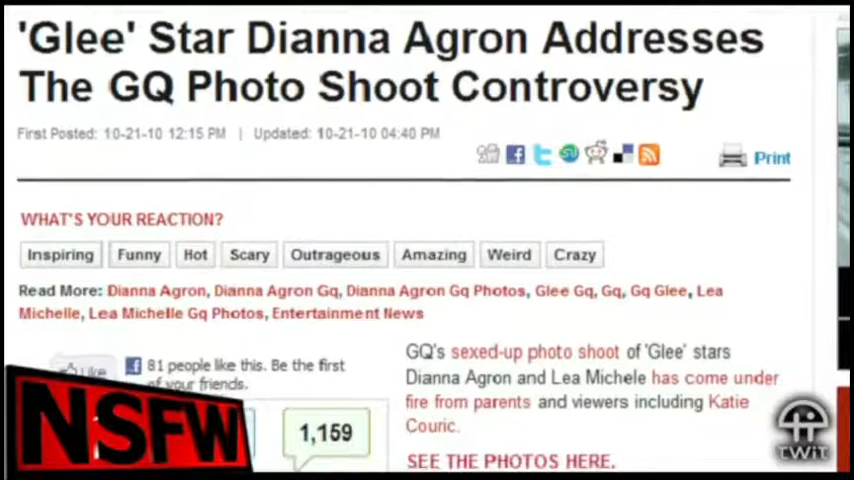 'Glee' Star Dianna Agron Addresses
The GQ Photo Shoot Controversy
First Posted: 10-21-10 12:15 PM | Updated: 10-21-10 04:40 PM
Print
WHAT'S YOUR REACTION?
Inspiring Funny Hot Scary Outrageous Amazing Weird Crazy
Read More: Dianna Agron, Dianna Agron Gq, Dianna Agron Gq Photos, Glee Gq, Gq, Gq Glee, Lea
Michelle, Lea Michelle Gq Photos, Entertainment News
Like
81 people like this. Be the first
of your friends.
1,159
GQ's sexed-up photo shoot of 'Glee' stars
Dianna Agron and Lea Michele has come under
fire from parents and viewers including Katie
Couric.
SEE THE PHOTOS HERE.
NSFW
TWiT